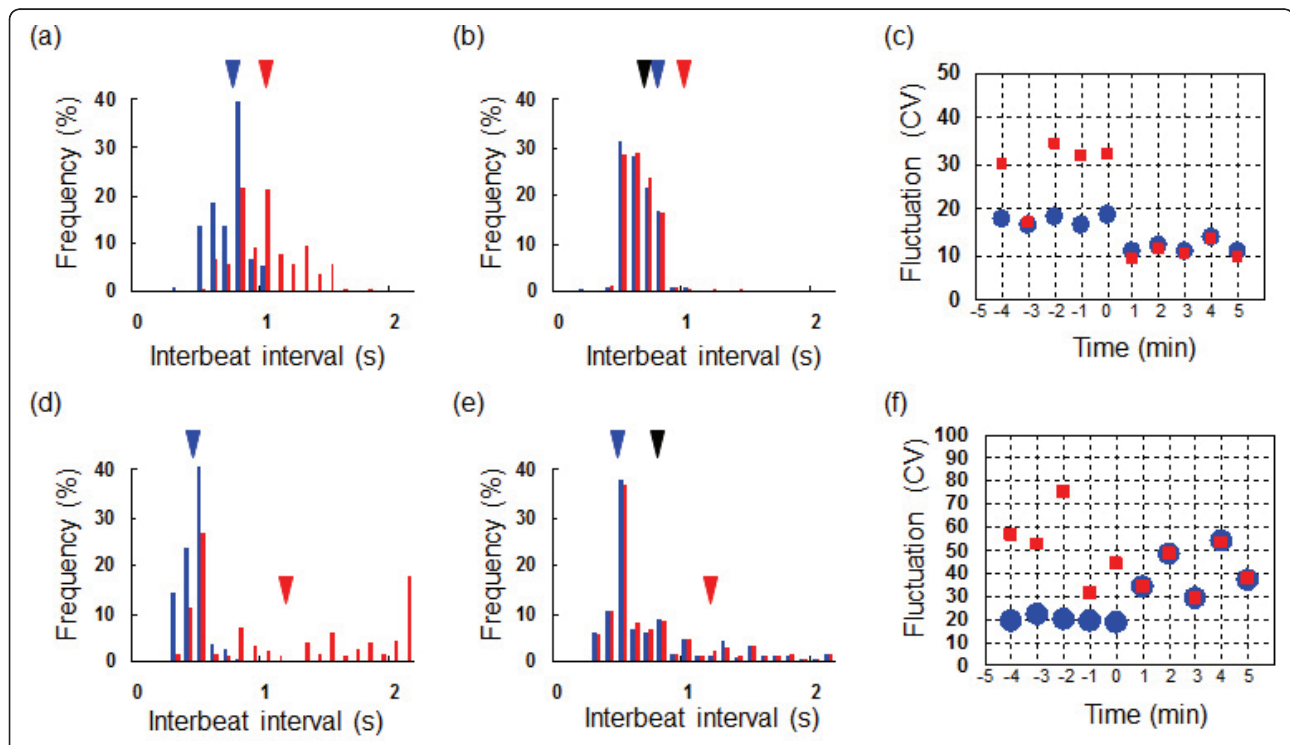 (a)
Frequency (%)
40
30
20
10
0
0 1 2
Interbeat interval (s)
(b)
Frequency (%)
40
30
20
10
0
0 1 2
Interbeat interval (s)
(c)
Fluctuation (CV)
50
40
30
20
10
0
-5 -4 -3 -2 -1 0 1 2 3 4 5
Time (min)
(d)
Frequency (%)
40
30
20
10
0
0 1 2
Interbeat interval (s)
(e)
Frequency (%)
40
30
20
10
0
0 1 2
Interbeat interval (s)
(f)
Fluctuation (CV)
100
90
80
70
60
50
40
30
20
10
0
-5 -4 -3 -2 -1 0 1 2 3 4 5
Time (min)